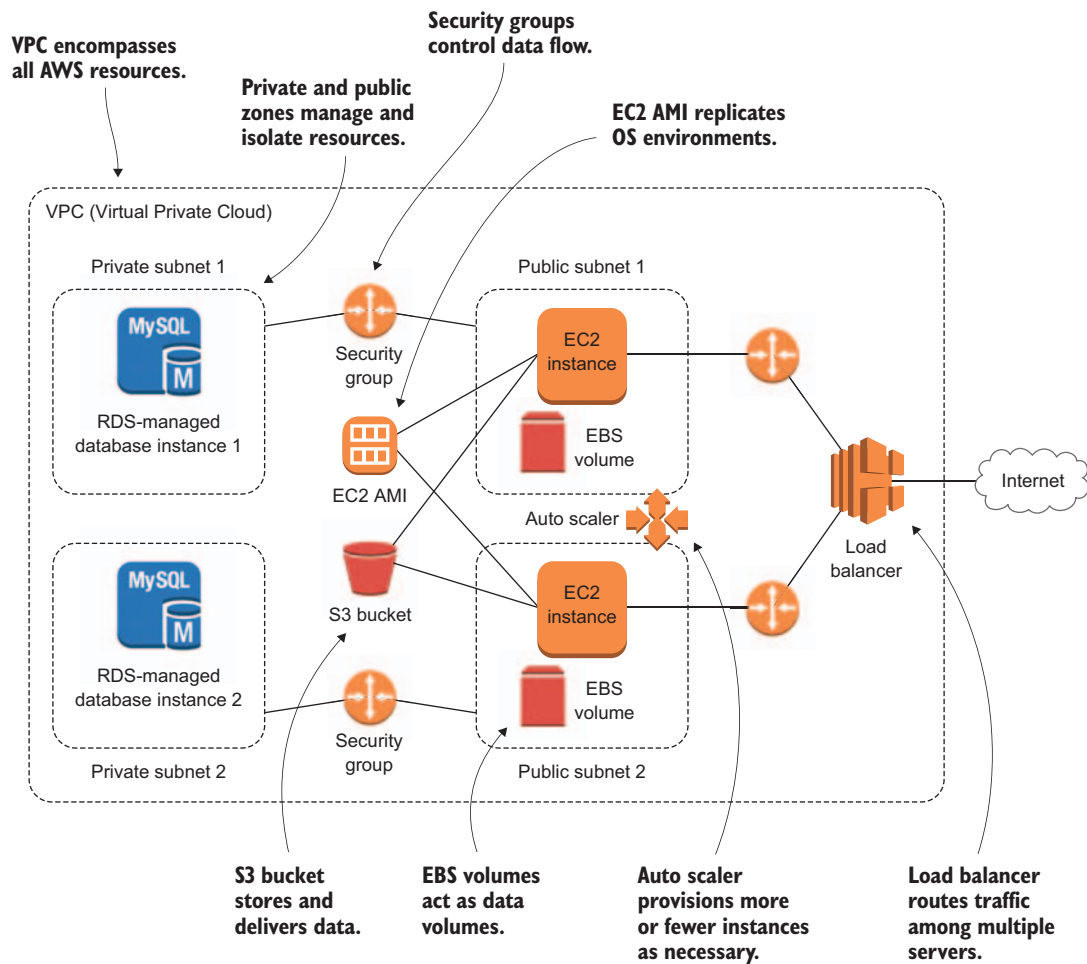 Security groups
control data flow.
VPC encompasses
all AWS resources.
Private and public
zones manage and
isolate resources.
EC2 AMI replicates
OS environments.
VPC (Virtual Private Cloud)
Private subnet 1
Public subnet 1
MySQL
M
RDS-managed
database instance 1
Security
group
EC2
instance
EBS
volume
EC2 AMI
Internet
Auto scaler
Load
balancer
MySQL
M
RDS-managed
database instance 2
S3 bucket
EC2
instance
EBS
volume
Security
group
Private subnet 2
Public subnet 2
S3 bucket
stores and
delivers data.
EBS volumes
act as data
volumes.
Auto scaler
provisions more
or fewer instances
as necessary.
Load balancer
routes traffic
among multiple
servers.